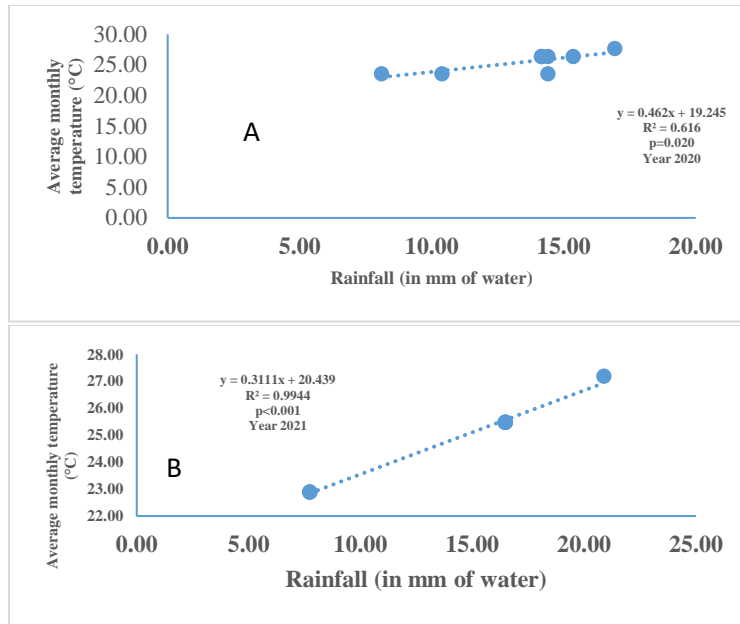 30.00
25.00
20.00
15.00
10.00
5.00
0.00
Average monthly
temperature (°C)
A
y = 0.462x + 19.245
R² = 0.616
p=0.020
Year 2020
0.00 5.00 10.00 15.00 20.00
Rainfall (in mm of water)
28.00
27.00
26.00
25.00
24.00
23.00
22.00
Average monthly temperature
(°C)
y = 0.3111x + 20.439
R² = 0.9944
p<0.001
Year 2021
B
0.00 5.00 10.00 15.00 20.00 25.00
Rainfall (in mm of water)